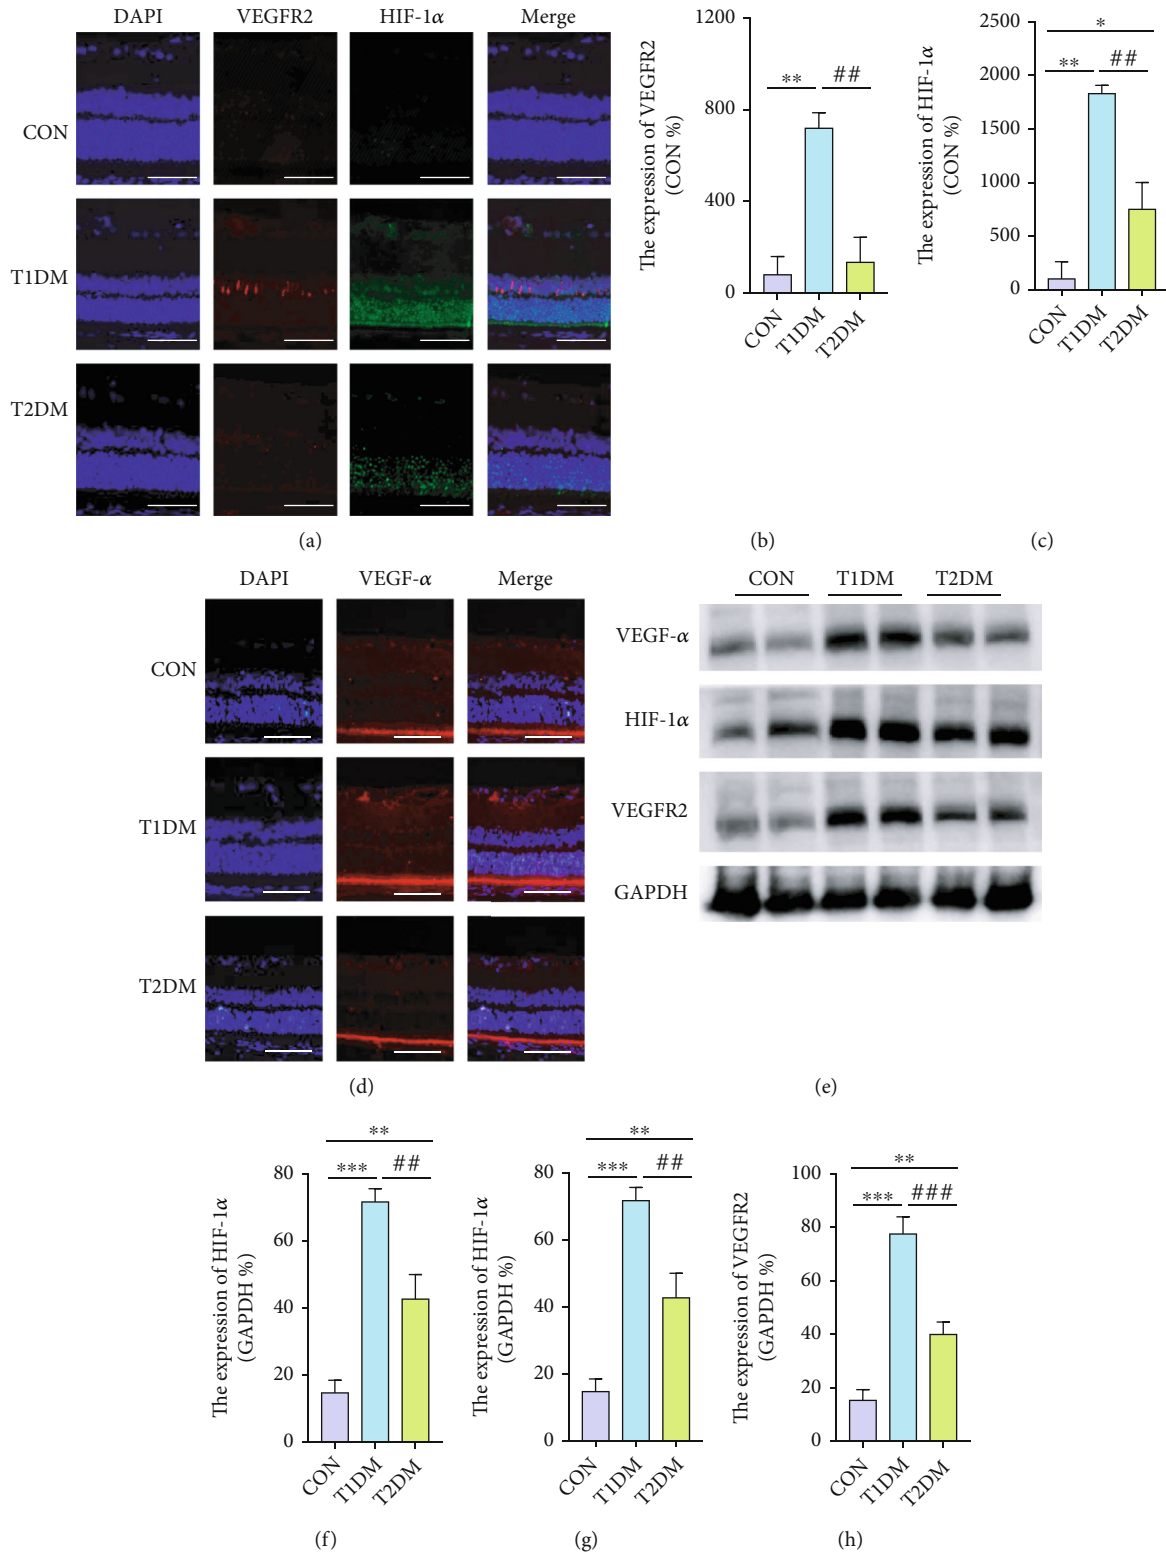 DAPI VEGFR2 HIF-1α Merge
CON
T1DM
T2DM
(a)
The expression of VEGFR2
(CON %)
1200
800
400
0
** ##
CON T1DM T2DM
(b)
The expression of HIF-1α
(CON %)
2500
2000
1500
1000
500
0
*
** ##
CON T1DM T2DM
(c)
DAPI VEGF-α Merge
CON
T1DM
T2DM
(d)
CON T1DM T2DM
VEGF-α
HIF-1α
VEGFR2
GAPDH
(e)
The expression of HIF-1α
(GAPDH %)
80
60
40
20
0
**
*** ##
CON T1DM T2DM
(f)
The expression of HIF-1α
(GAPDH %)
80
60
40
20
0
**
*** ##
CON T1DM T2DM
(g)
The expression of VEGFR2
(GAPDH %)
100
80
60
40
20
0
**
*** ###
CON T1DM T2DM
(h)